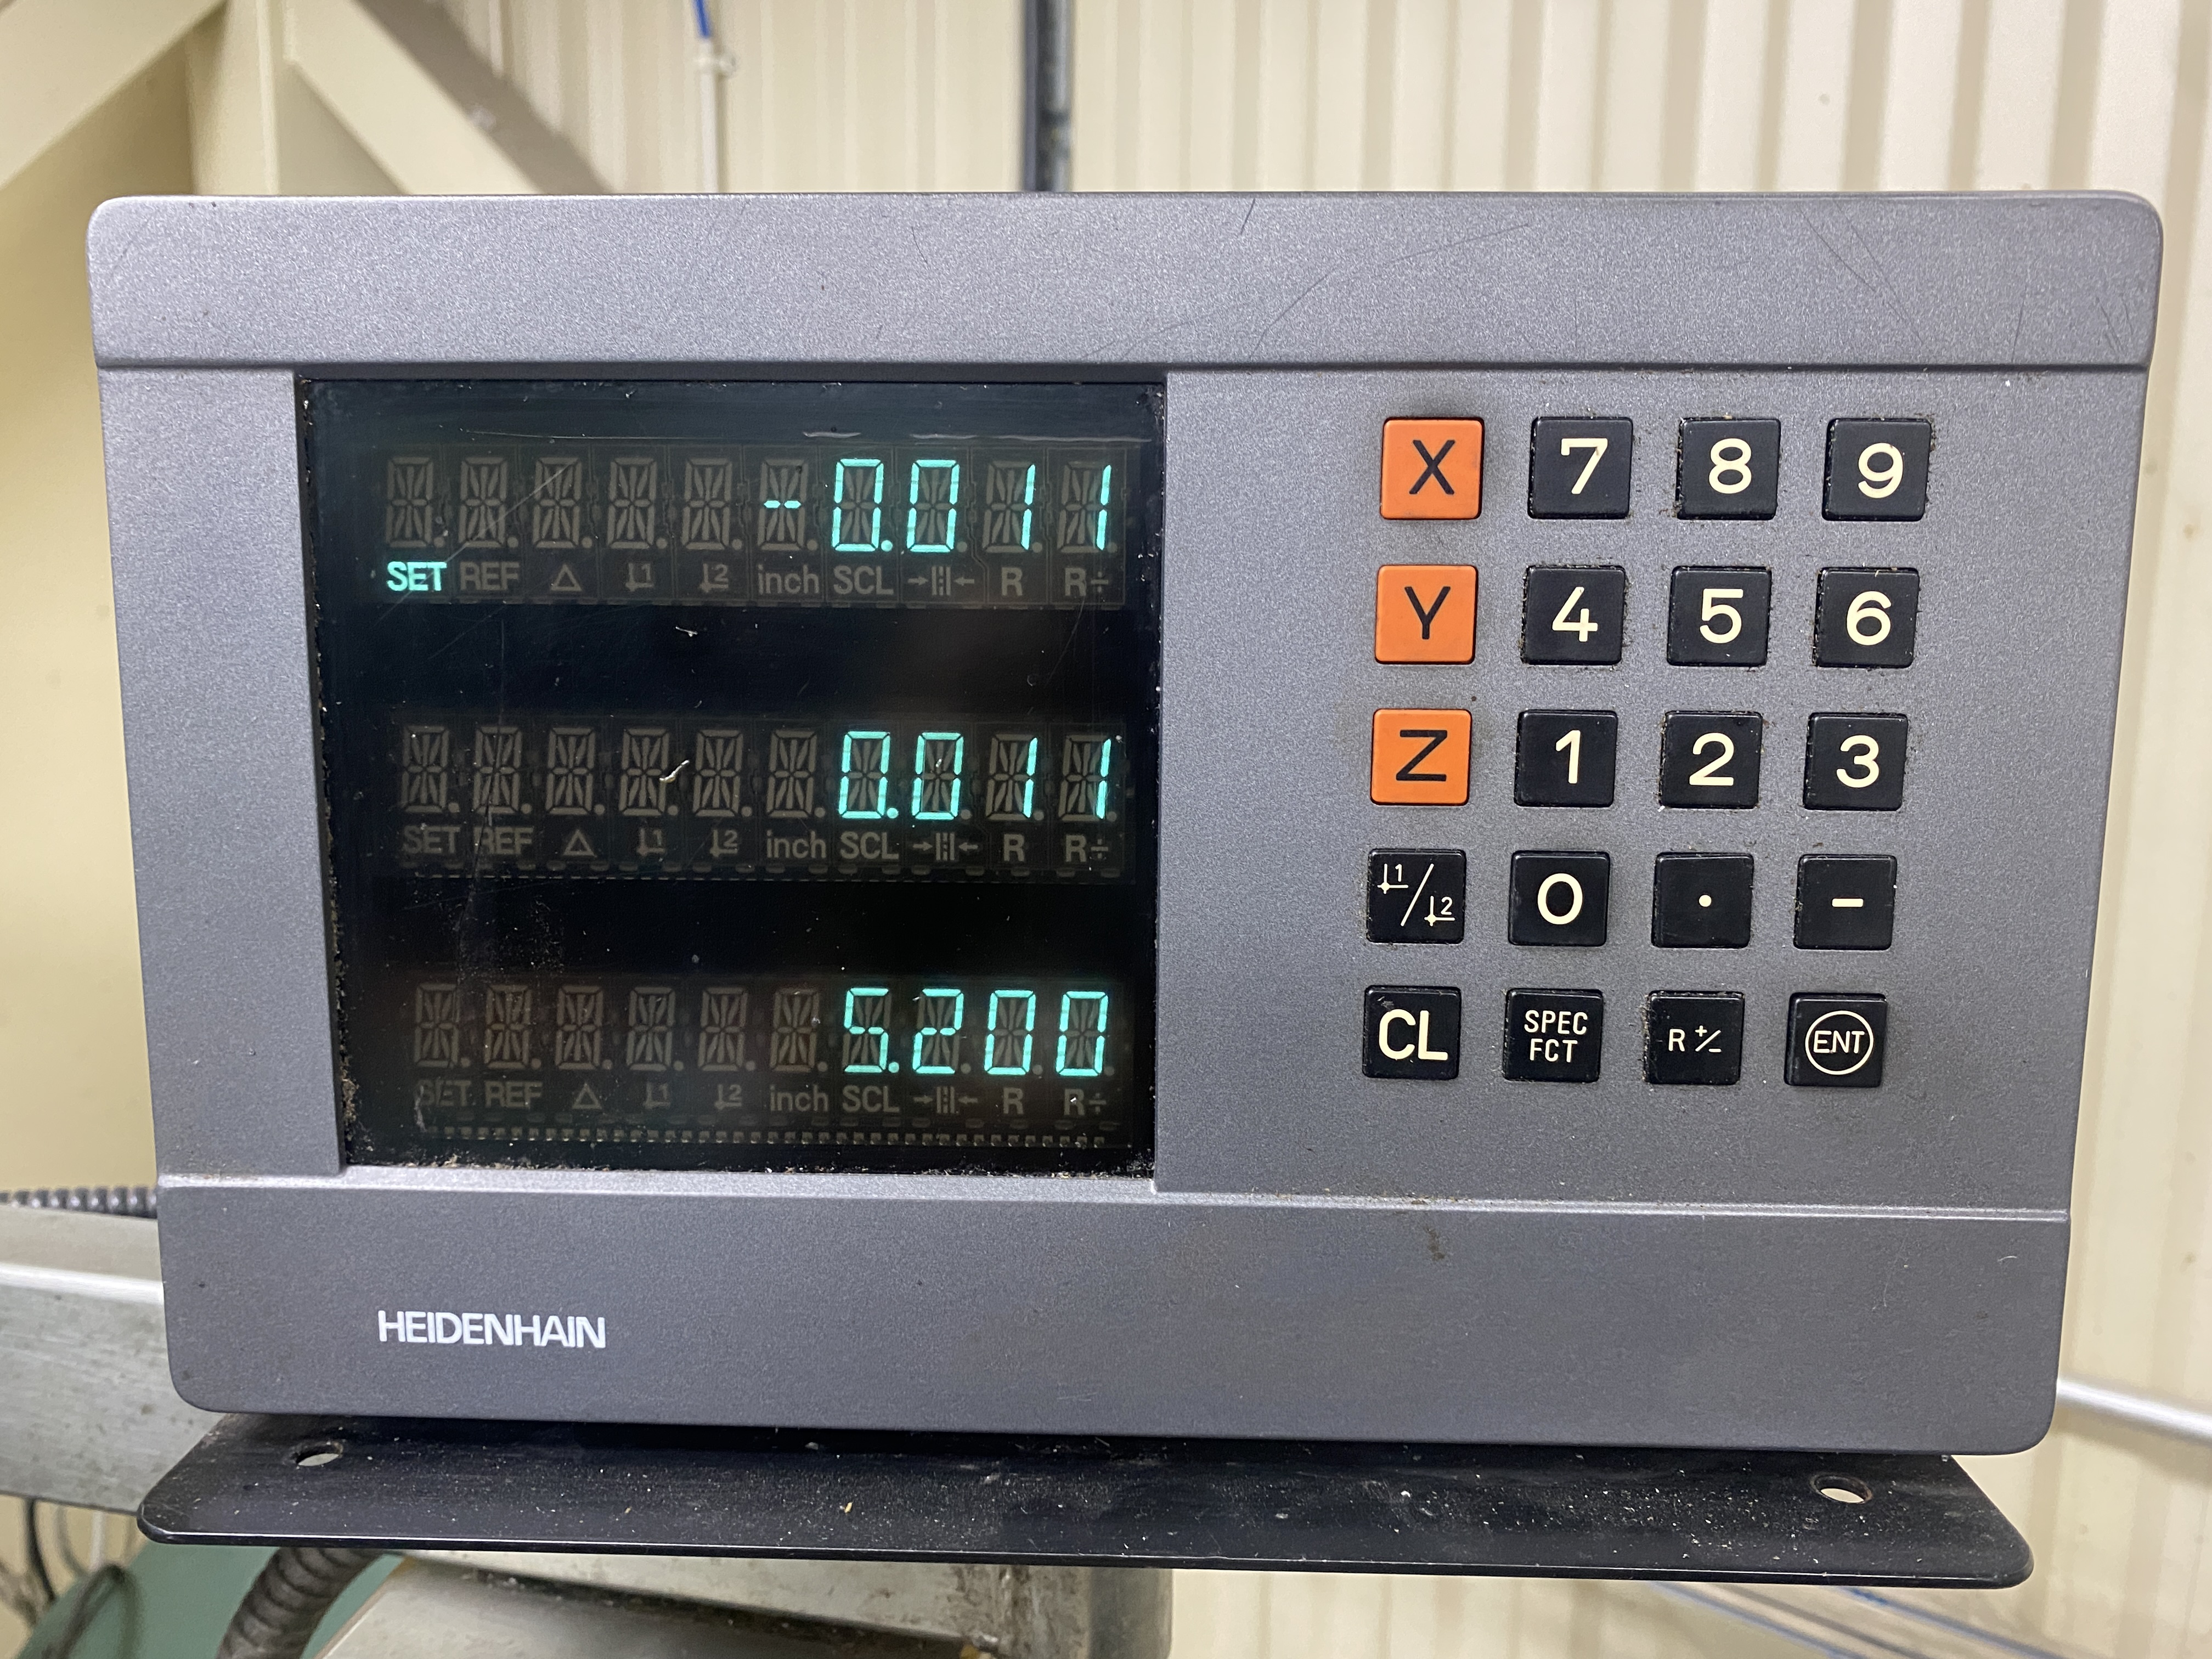 -0.011
SET REF △ ⅃1 ⅃2 inch SCL →|¦|← R R÷
0.011
SET REF △ ⅃1 ⅃2 inch SCL →|¦|← R R÷
5.200
SET REF △ ⅃1 ⅃2 inch SCL →|¦|← R R÷
X 7 8 9
Y 4 5 6
Z 1 2 3
1/2 0 . -
CL SPEC FCT R +/- ENT
HEIDENHAIN